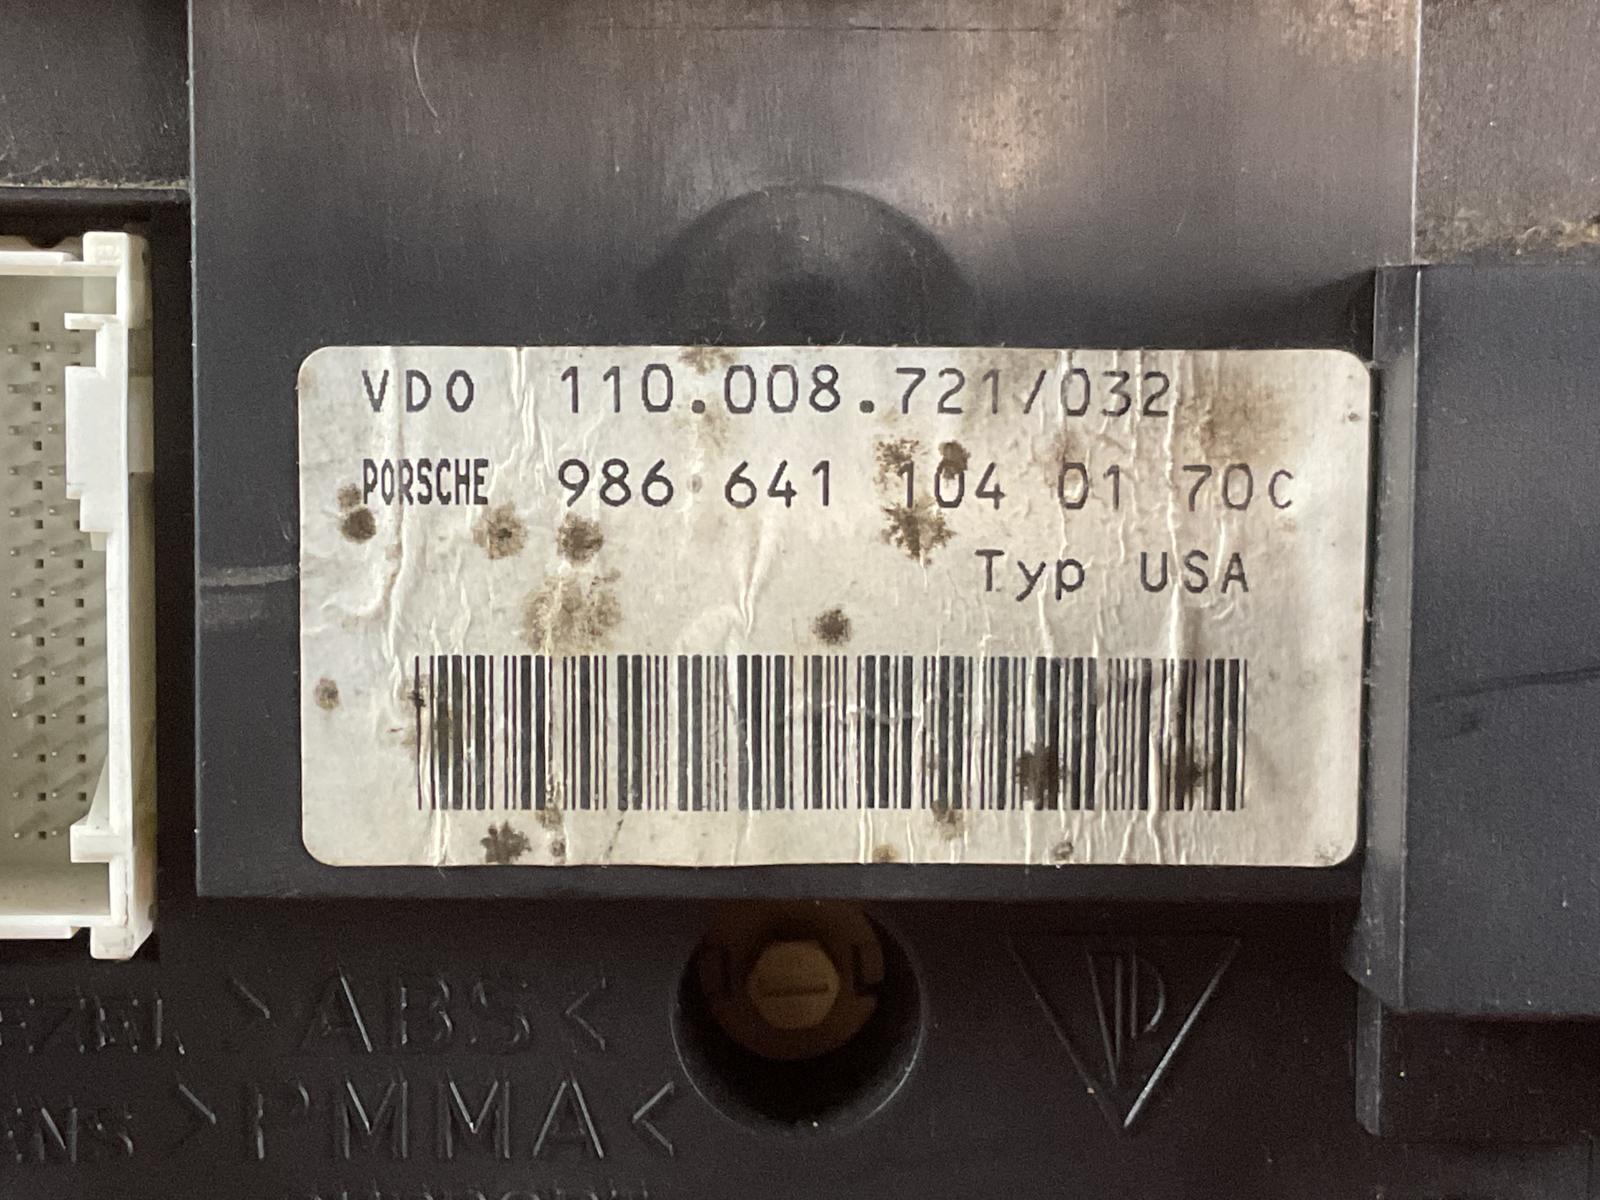 VDO 110.008.721/032
PORSCHE 986 641 104 01 70C
Typ USA
>ABS<
>PMMA<